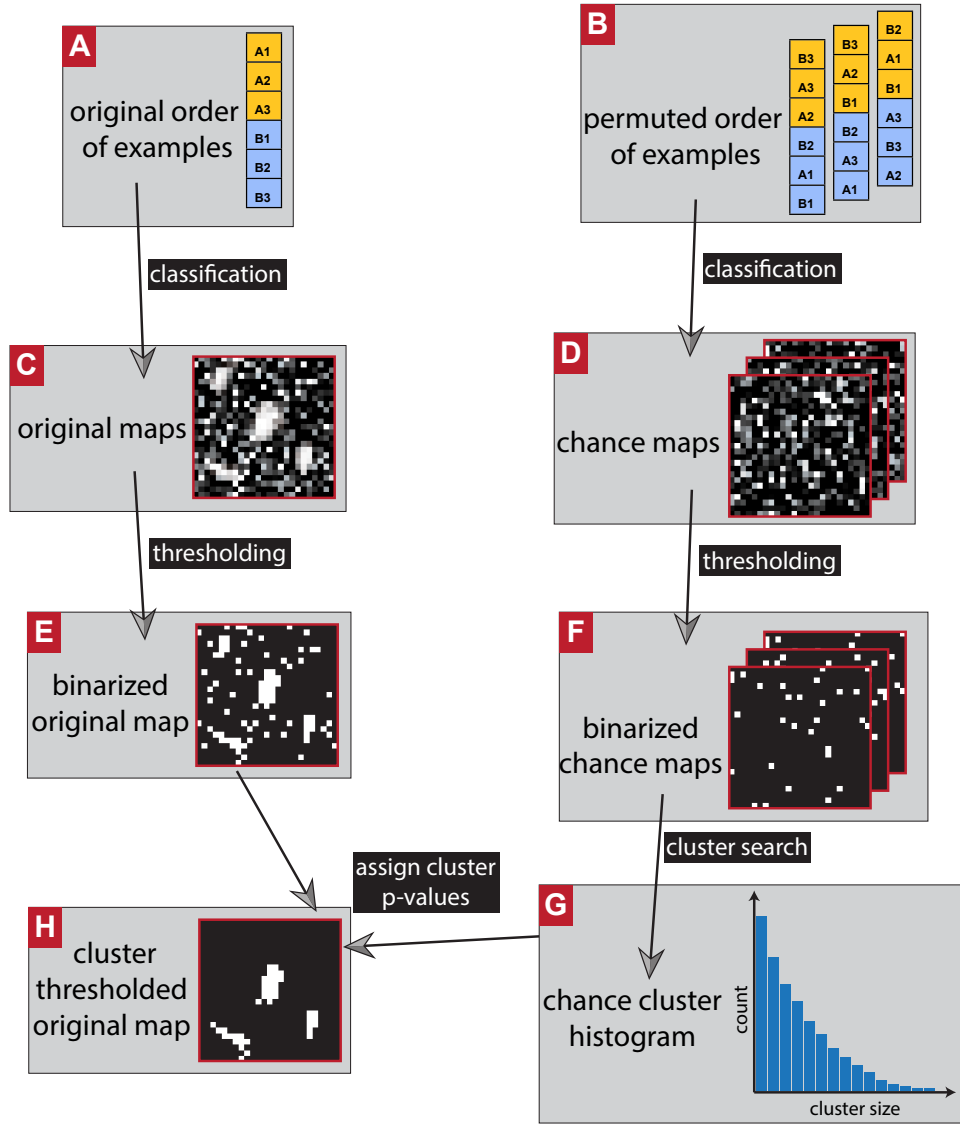 A
original order
of examples
A1
A2
A3
B1
B2
B3
B
permuted order
of examples
B3
A3
A2
B2
A1
B1
B3
A2
B1
B2
A3
A1
B2
A1
B1
A3
B3
A2
classification
classification
C
original maps
D
chance maps
thresholding
thresholding
E
binarized
original map
F
binarized
chance maps
cluster search
assign cluster
p-values
H
cluster
thresholded
original map
G
chance cluster
histogram
count
cluster size